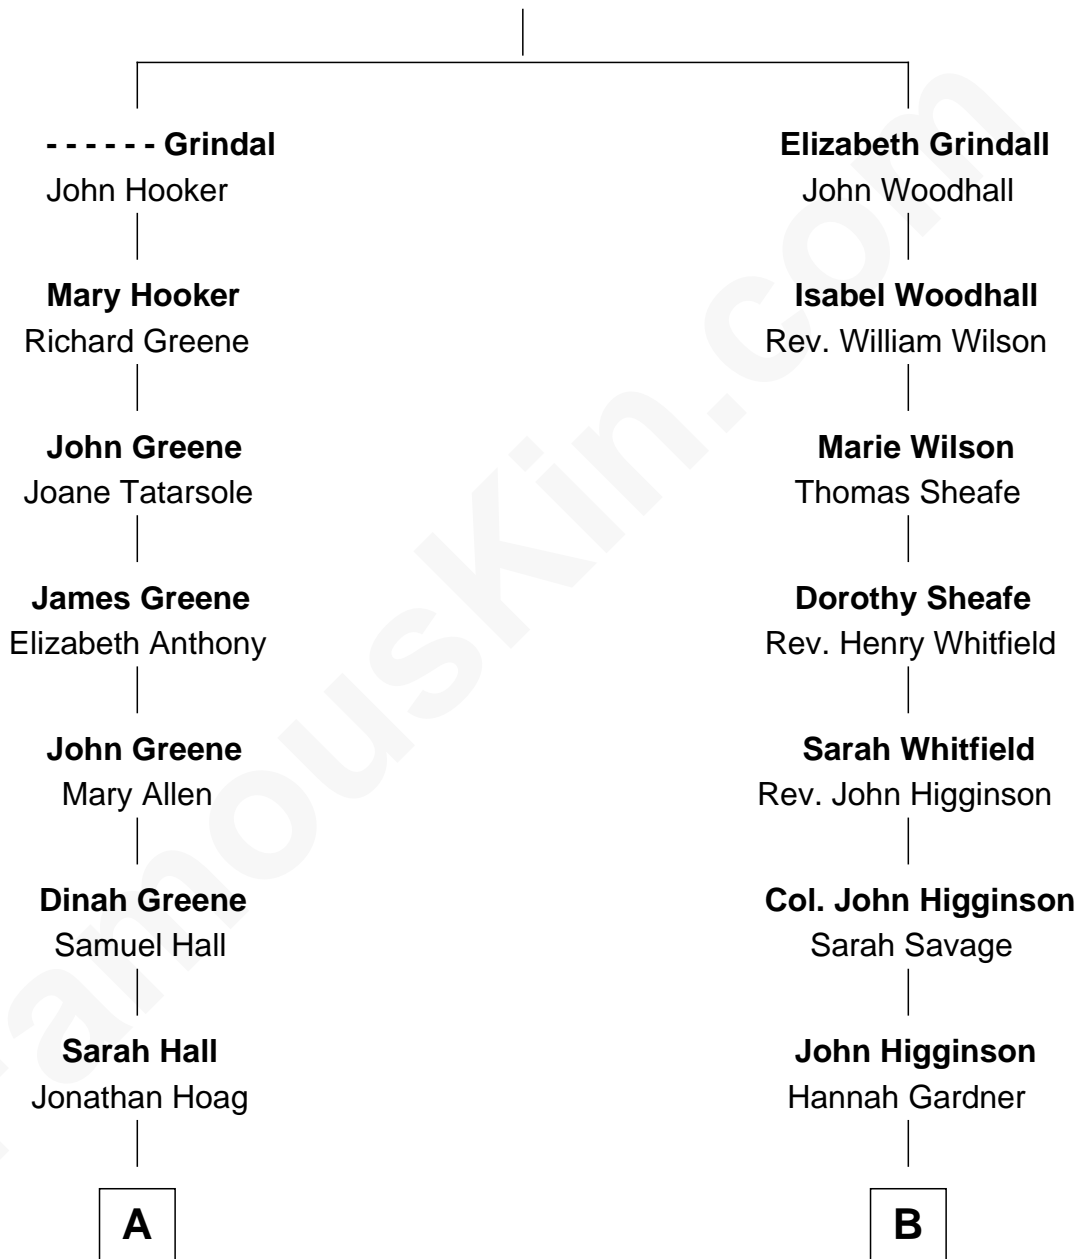 - - - - - - Grindal
John Hooker
Mary Hooker
Richard Greene
John Greene
Joane Tatarsole
James Greene
Elizabeth Anthony
John Greene
Mary Allen
Dinah Greene
Samuel Hall
Sarah Hall
Jonathan Hoag
A
Elizabeth Grindall
John Woodhall
Isabel Woodhall
Rev. William Wilson
Marie Wilson
Thomas Sheafe
Dorothy Sheafe
Rev. Henry Whitfield
Sarah Whitfield
Rev. John Higginson
Col. John Higginson
Sarah Savage
John Higginson
Hannah Gardner
B
FamousKin.com